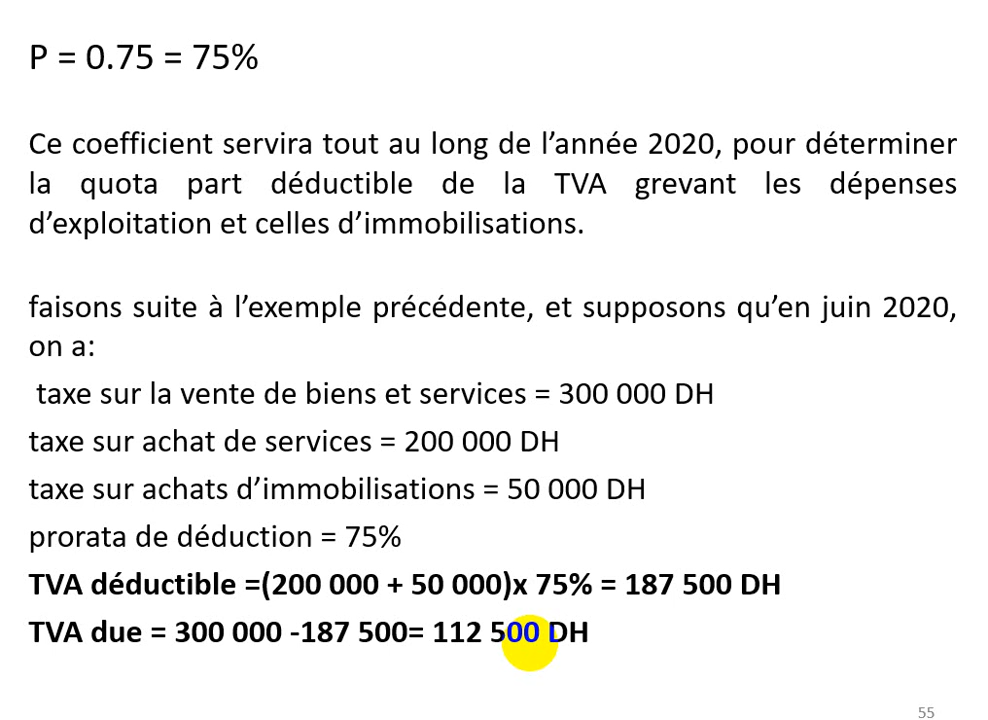 P = 0.75 = 75%
Ce coefficient servira tout au long de l’année 2020, pour déterminer
la quota part déductible de la TVA grevant les dépenses
d’exploitation et celles d’immobilisations.
faisons suite à l’exemple précédente, et supposons qu’en juin 2020,
on a:
taxe sur la vente de biens et services = 300 000 DH
taxe sur achat de services = 200 000 DH
taxe sur achats d’immobilisations = 50 000 DH
prorata de déduction = 75%
TVA déductible =(200 000 + 50 000)x 75% = 187 500 DH
TVA due = 300 000 -187 500= 112 500 DH
55